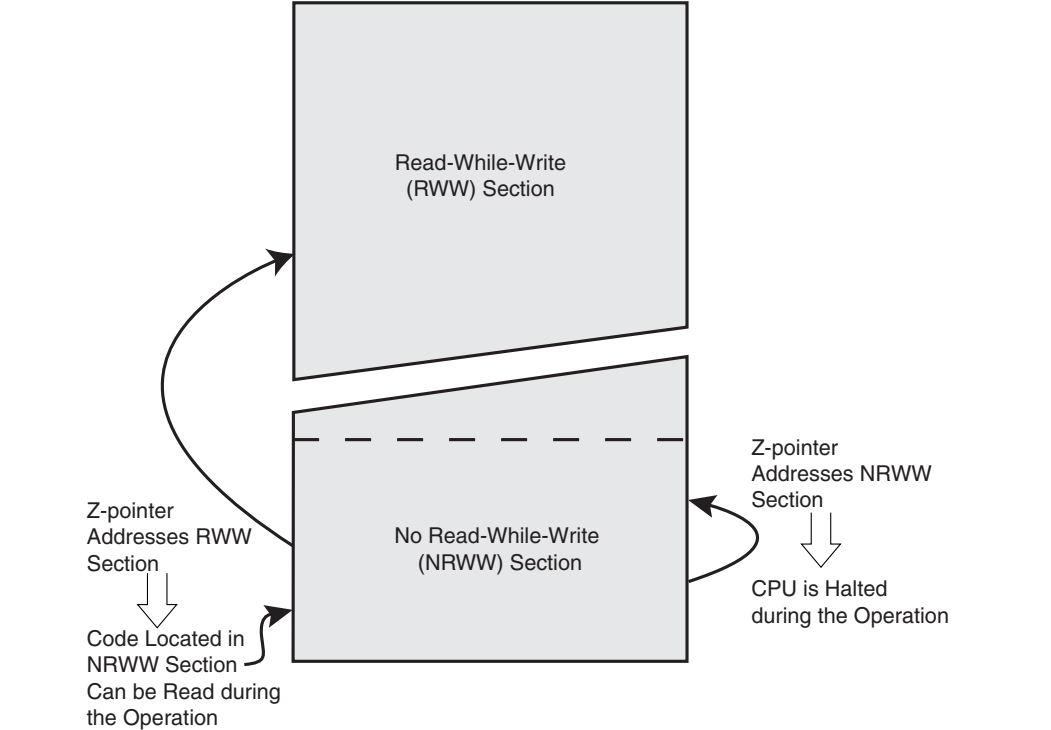 Read-While-Write
(RWW) Section
Z-pointer
Addresses NRWW
Section
Z-pointer
Addresses RWW
Section
No Read-While-Write
(NRWW) Section
CPU is Halted
during the Operation
Code Located in
NRWW Section
Can be Read during
the Operation